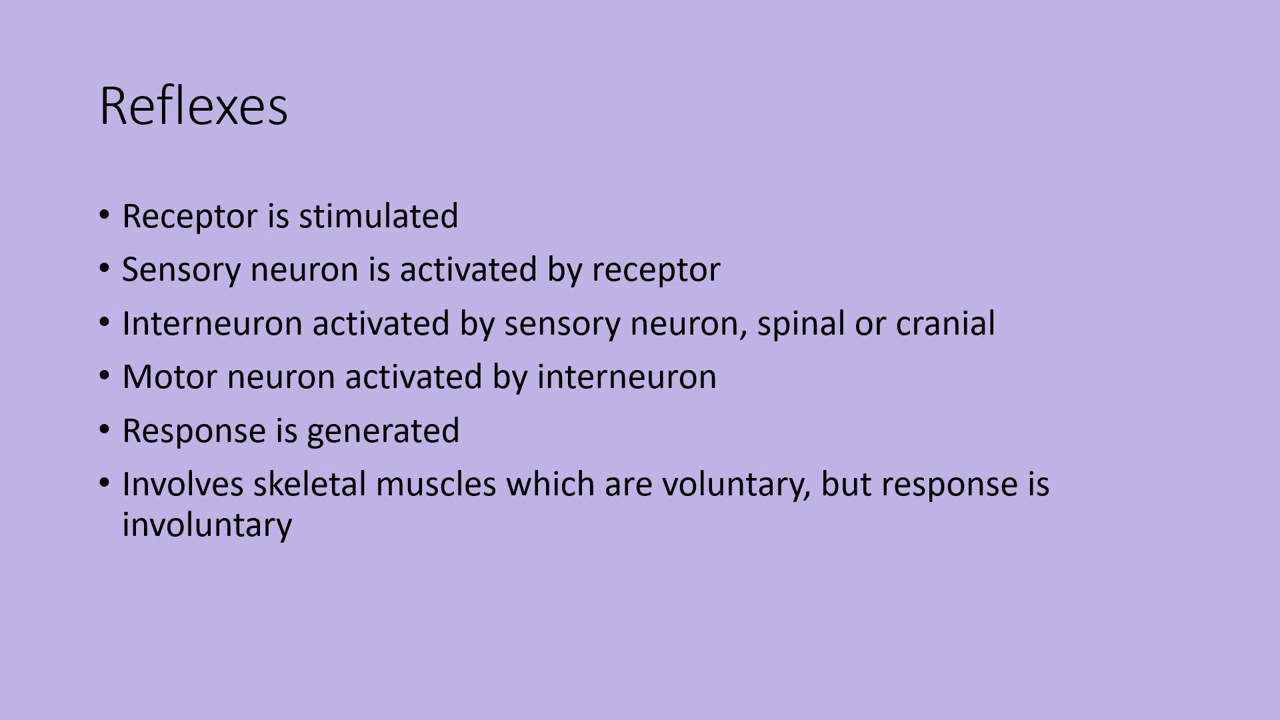 Reflexes
• Receptor is stimulated
• Sensory neuron is activated by receptor
• Interneuron activated by sensory neuron, spinal or cranial
• Motor neuron activated by interneuron
• Response is generated
• Involves skeletal muscles which are voluntary, but response is
involuntary